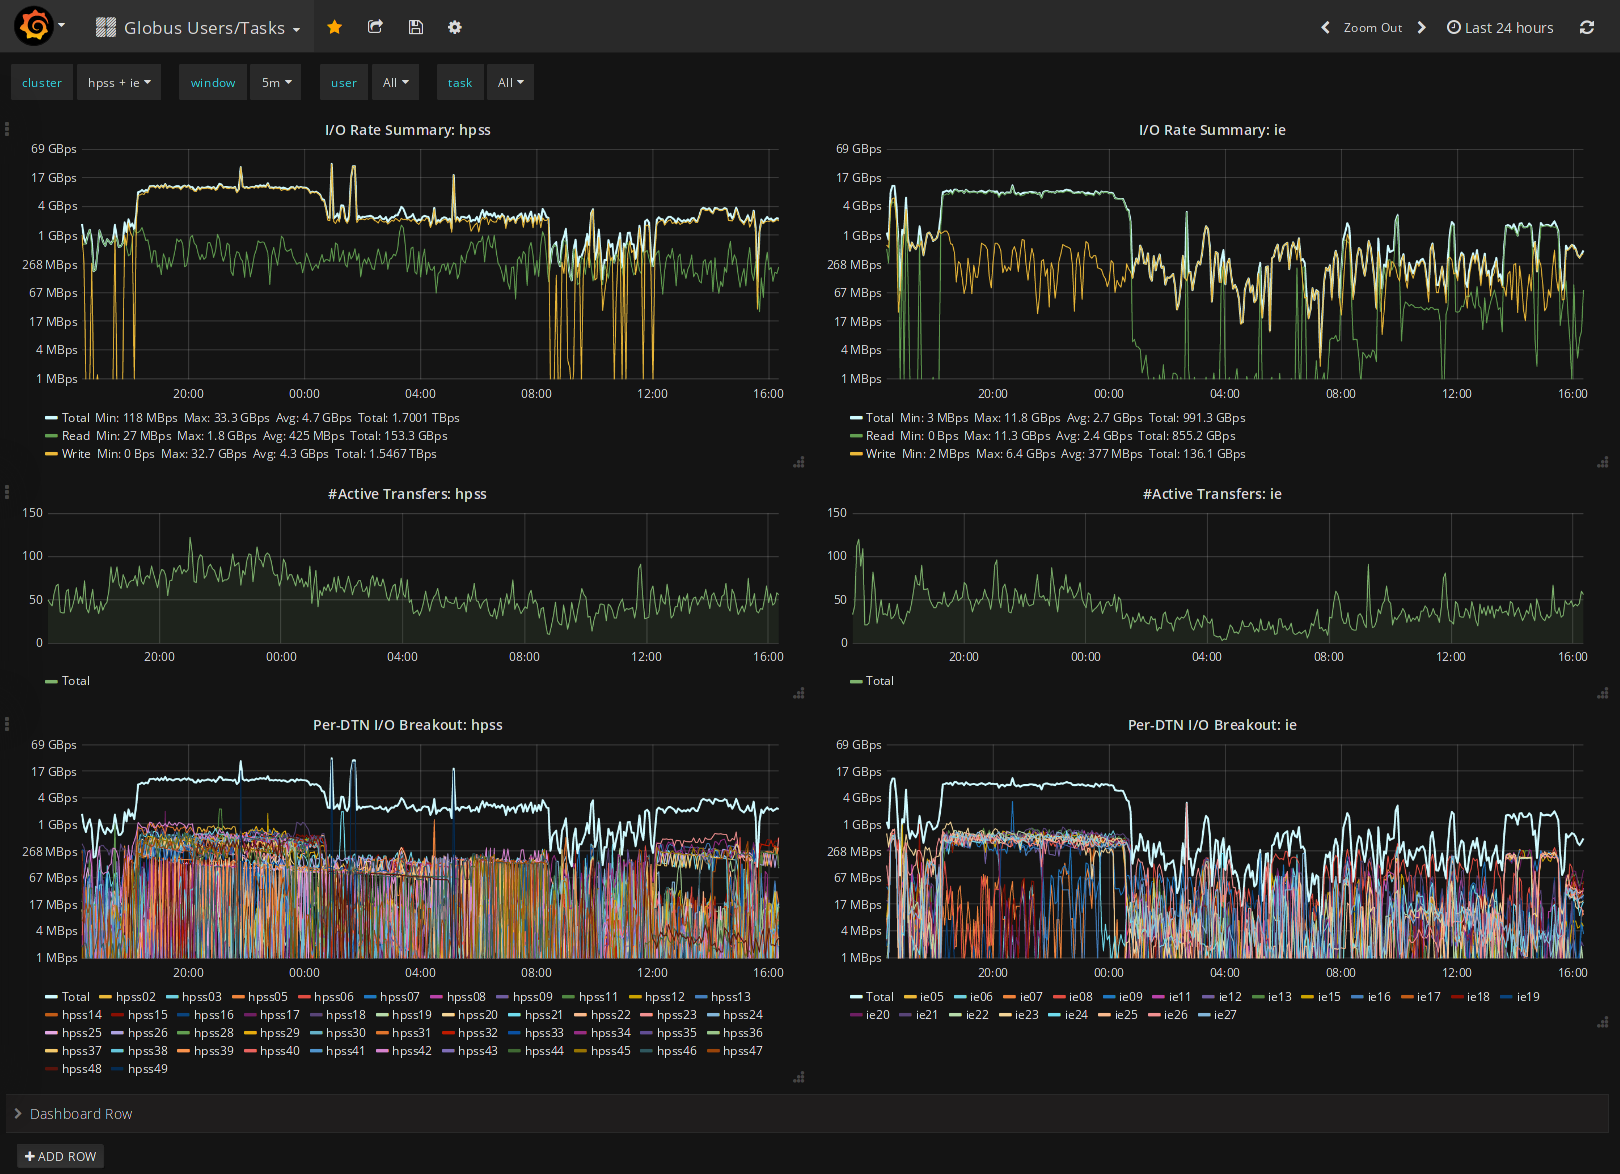 Globus Users/Tasks
Zoom Out
Last 24 hours
cluster hpss + ie window 5m user All task All
I/O Rate Summary: hpss
69 GBps
17 GBps
4 GBps
1 GBps
268 MBps
67 MBps
17 MBps
4 MBps
1 MBps
20:00 00:00 04:00 08:00 12:00 16:00
Total Min: 118 MBps Max: 33.3 GBps Avg: 4.7 GBps Total: 1.7001 TBps
Read Min: 27 MBps Max: 1.8 GBps Avg: 425 MBps Total: 153.3 GBps
Write Min: 0 Bps Max: 32.7 GBps Avg: 4.3 GBps Total: 1.5467 TBps
I/O Rate Summary: ie
69 GBps
17 GBps
4 GBps
1 GBps
268 MBps
67 MBps
17 MBps
4 MBps
1 MBps
20:00 00:00 04:00 08:00 12:00 16:00
Total Min: 3 MBps Max: 11.8 GBps Avg: 2.7 GBps Total: 991.3 GBps
Read Min: 0 Bps Max: 11.3 GBps Avg: 2.4 GBps Total: 855.2 GBps
Write Min: 2 MBps Max: 6.4 GBps Avg: 377 MBps Total: 136.1 GBps
#Active Transfers: hpss
150
100
50
0
20:00 00:00 04:00 08:00 12:00 16:00
Total
#Active Transfers: ie
150
100
50
0
20:00 00:00 04:00 08:00 12:00 16:00
Total
Per-DTN I/O Breakout: hpss
69 GBps
17 GBps
4 GBps
1 GBps
268 MBps
67 MBps
17 MBps
4 MBps
1 MBps
20:00 00:00 04:00 08:00 12:00 16:00
Total hpss02 hpss03 hpss05 hpss06 hpss07 hpss08 hpss09 hpss11 hpss12 hpss13
hpss14 hpss15 hpss16 hpss17 hpss18 hpss19 hpss20 hpss21 hpss22 hpss23 hpss24
hpss25 hpss26 hpss28 hpss29 hpss30 hpss31 hpss32 hpss33 hpss34 hpss35 hpss36
hpss37 hpss38 hpss39 hpss40 hpss41 hpss42 hpss43 hpss44 hpss45 hpss46 hpss47
hpss48 hpss49
Per-DTN I/O Breakout: ie
69 GBps
17 GBps
4 GBps
1 GBps
268 MBps
67 MBps
17 MBps
4 MBps
1 MBps
20:00 00:00 04:00 08:00 12:00 16:00
Total ie05 ie06 ie07 ie08 ie09 ie11 ie12 ie13 ie15 ie16 ie17 ie18 ie19
ie20 ie21 ie22 ie23 ie24 ie25 ie26 ie27
Dashboard Row
ADD ROW